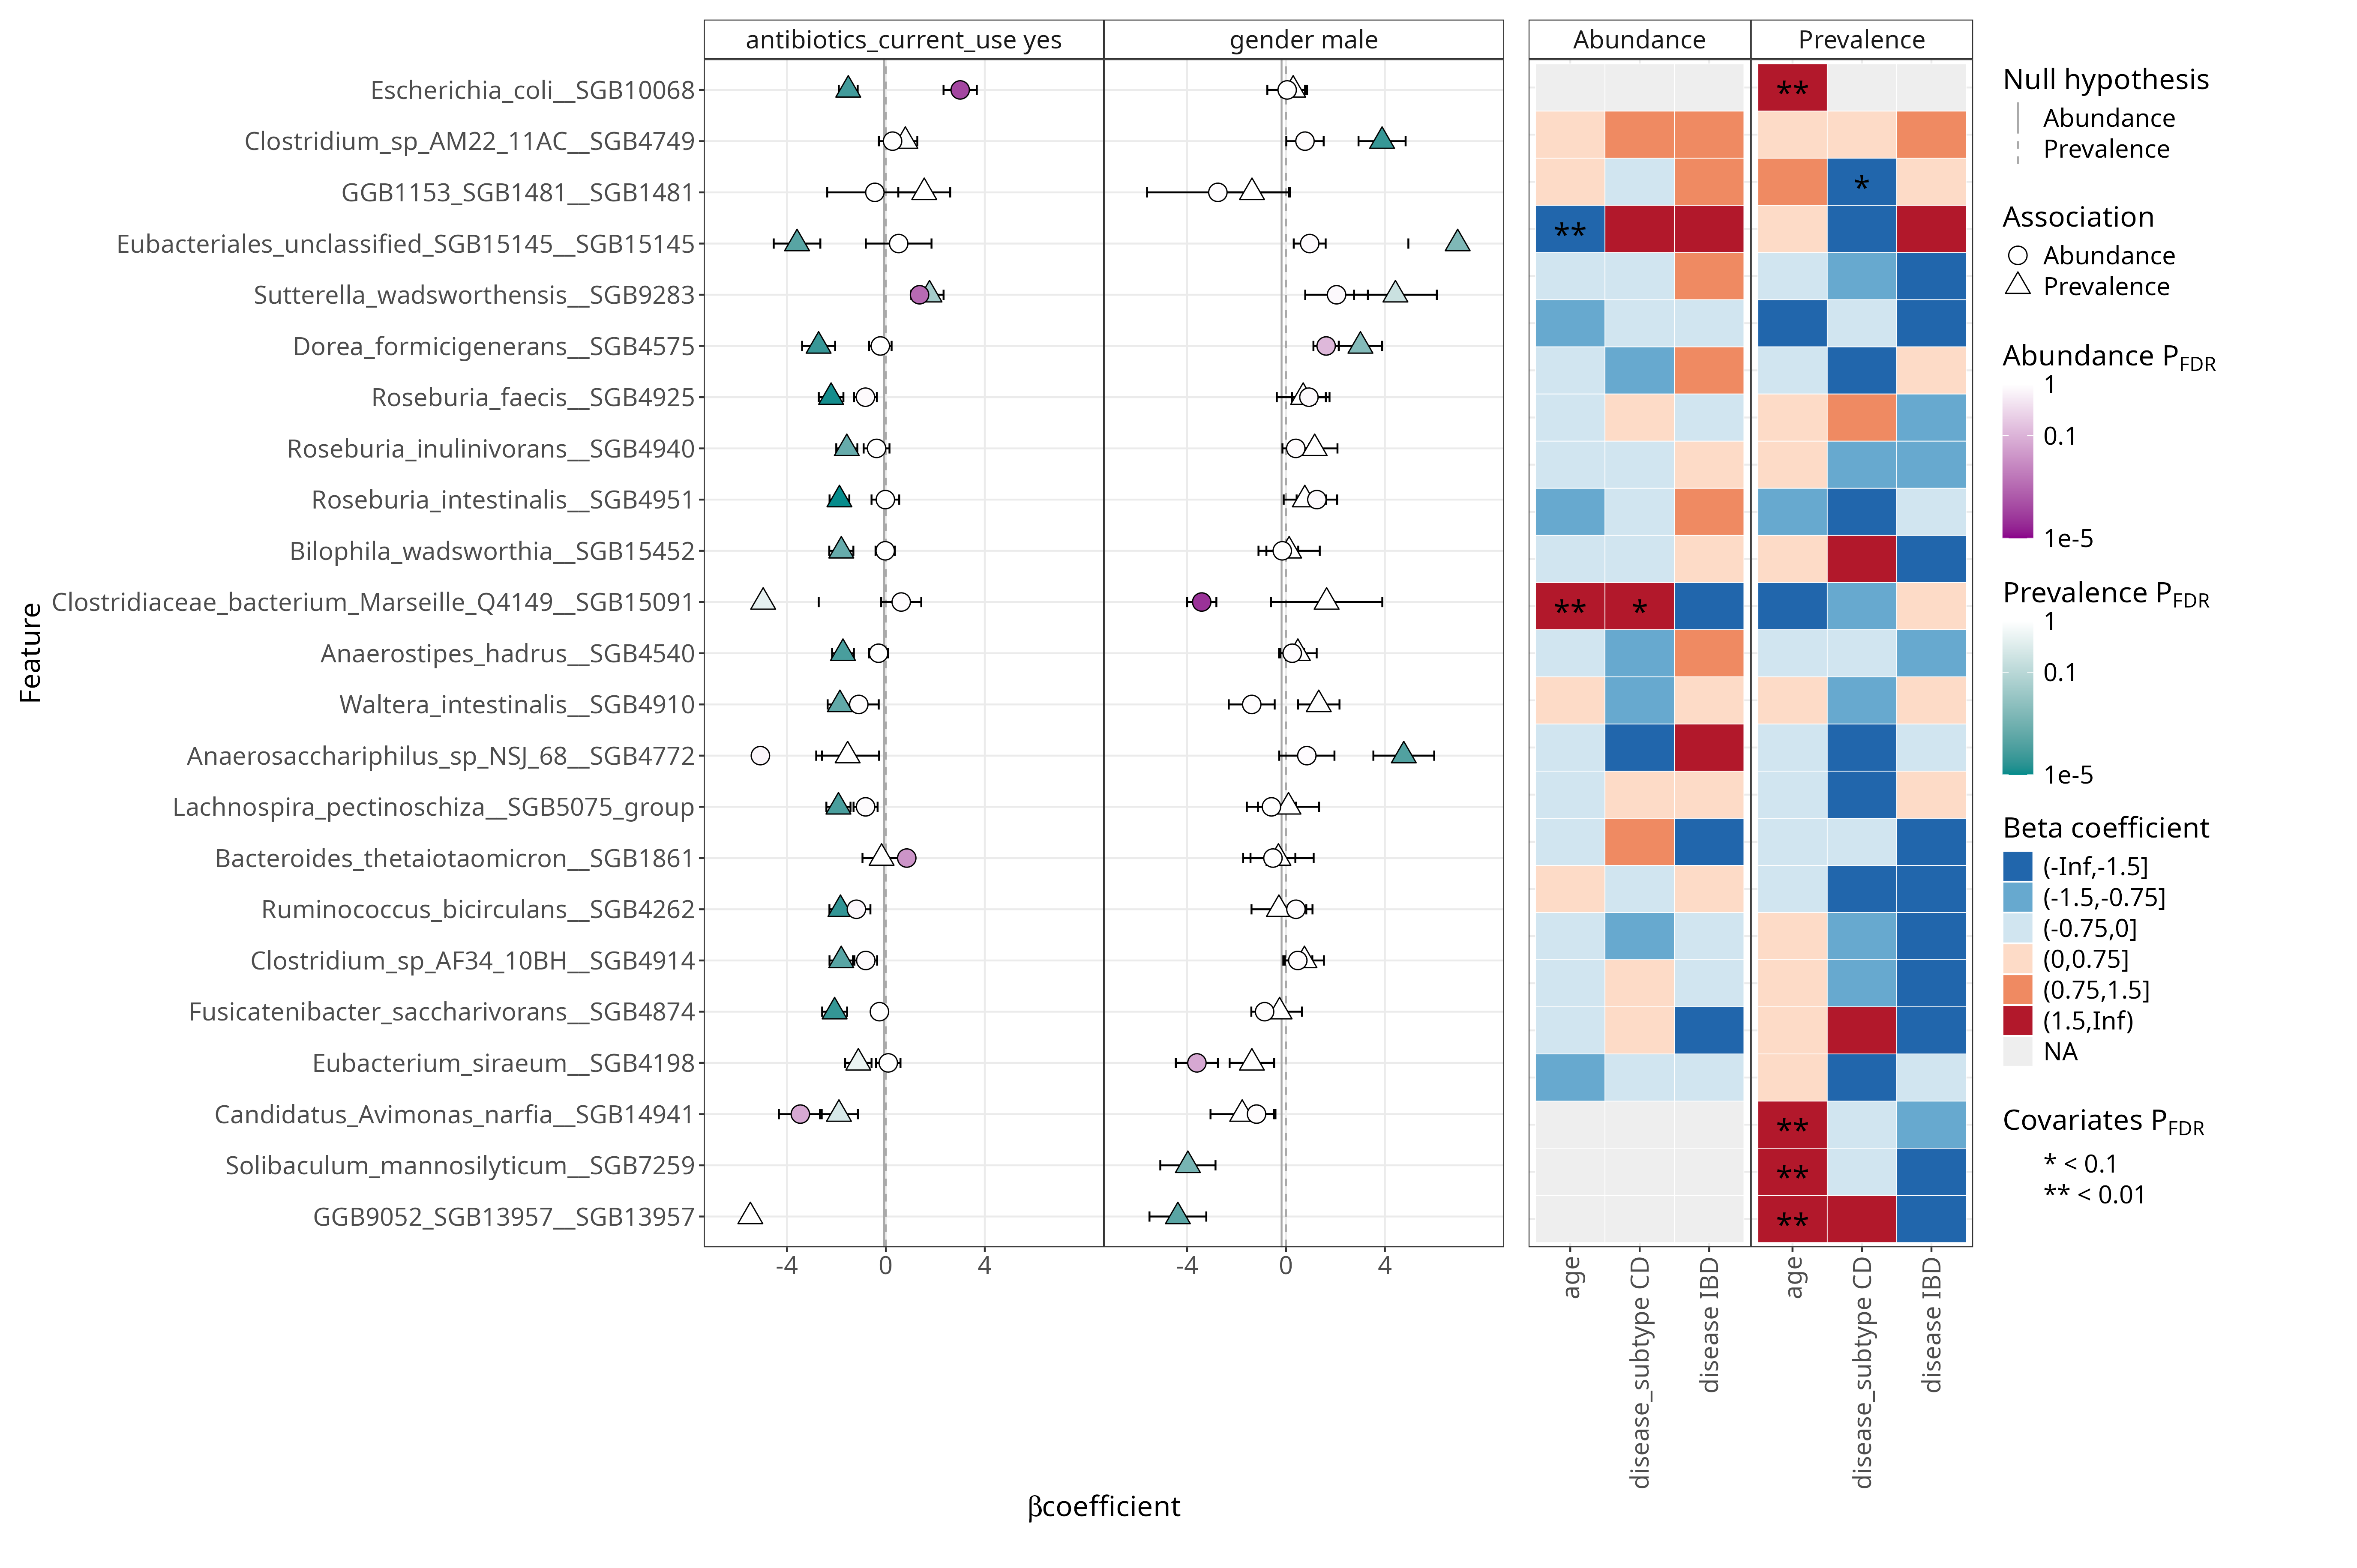 antibiotics_current_use yes
gender male
Abundance
Prevalence
Feature
Escherichia_coli__SGB10068
Clostridium_sp_AM22_11AC__SGB4749
GGB1153_SGB1481__SGB1481
Eubacteriales_unclassified_SGB15145__SGB15145
Sutterella_wadsworthensis__SGB9283
Dorea_formicigenerans__SGB4575
Roseburia_faecis__SGB4925
Roseburia_inulinivorans__SGB4940
Roseburia_intestinalis__SGB4951
Bilophila_wadsworthia__SGB15452
Clostridiaceae_bacterium_Marseille_Q4149__SGB15091
Anaerostipes_hadrus__SGB4540
Waltera_intestinalis__SGB4910
Anaerosacchariphilus_sp_NSJ_68__SGB4772
Lachnospira_pectinoschiza__SGB5075_group
Bacteroides_thetaiotaomicron__SGB1861
Ruminococcus_bicirculans__SGB4262
Clostridium_sp_AF34_10BH__SGB4914
Fusicatenibacter_saccharivorans__SGB4874
Eubacterium_siraeum__SGB4198
Candidatus_Avimonas_narfia__SGB14941
Solibaculum_mannosilyticum__SGB7259
GGB9052_SGB13957__SGB13957
-4 0 4
-4 0 4
βcoefficient
**
*
**
** *
**
**
**
age
disease_subtype CD
disease IBD
age
disease_subtype CD
disease IBD
Null hypothesis
Abundance
Prevalence
Association
Abundance
Prevalence
Abundance PFDR
1
0.1
1e-5
Prevalence PFDR
1
0.1
1e-5
Beta coefficient
(-Inf,-1.5]
(-1.5,-0.75]
(-0.75,0]
(0,0.75]
(0.75,1.5]
(1.5,Inf)
NA
Covariates PFDR
* < 0.1
** < 0.01